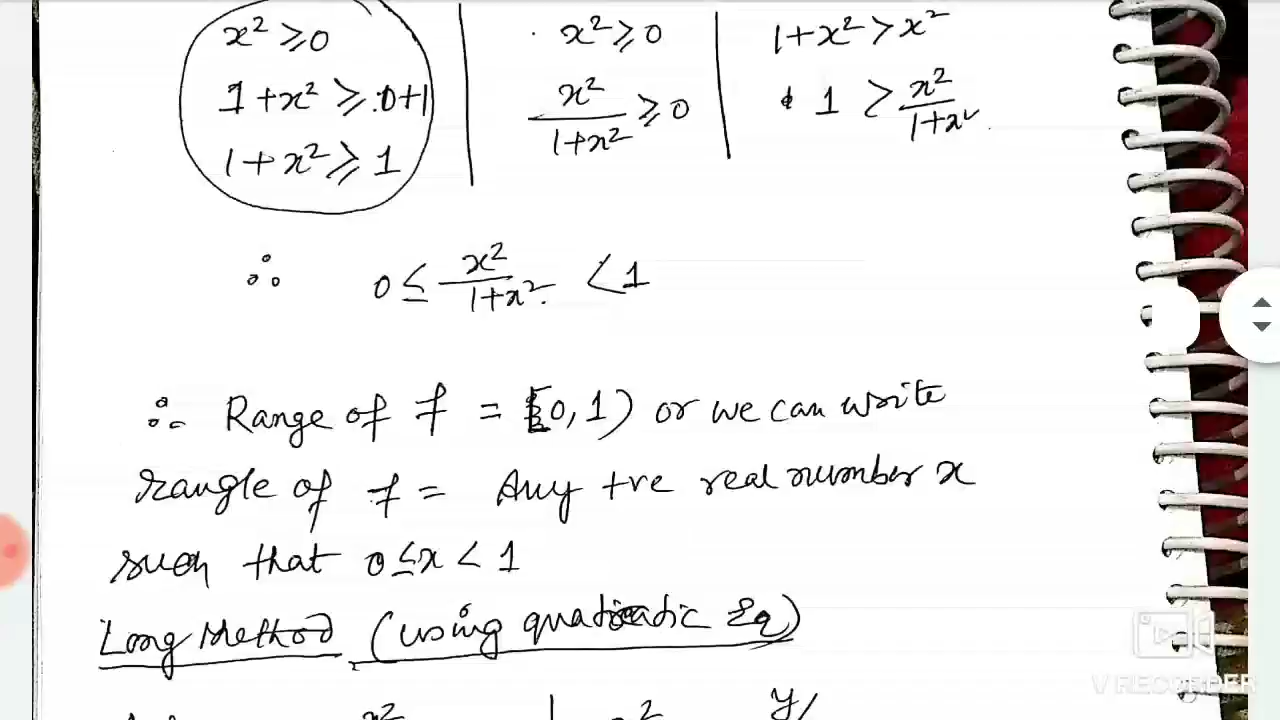 x² ⩾ 0
1 + x² ⩾ 0+1
1 + x² ⩾ 1
x² ⩾ 0
x²/(1+x²) ⩾ 0
1+x² > x²
1 > x²/(1+x²)
∴ 0 ≤ x²/(1+x²) < 1
∴ Range of f = [0, 1) or we can write
rangle of f = Any +ve real number x
such that 0 ≤ x < 1
Long Method (using quadratic Eq)
V RECORDER